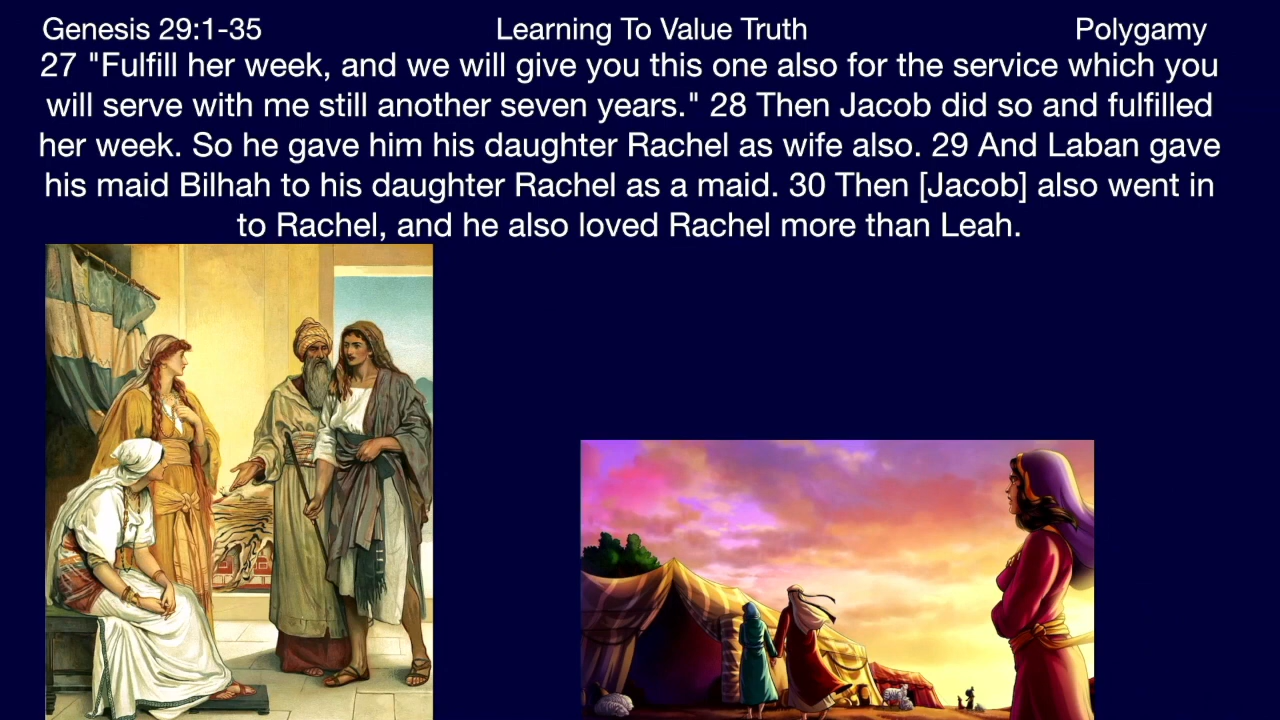 Genesis 29:1-35 Learning To Value Truth Polygamy
27 "Fulfill her week, and we will give you this one also for the service which you
will serve with me still another seven years." 28 Then Jacob did so and fulfilled
her week. So he gave him his daughter Rachel as wife also. 29 And Laban gave
his maid Bilhah to his daughter Rachel as a maid. 30 Then [Jacob] also went in
to Rachel, and he also loved Rachel more than Leah.